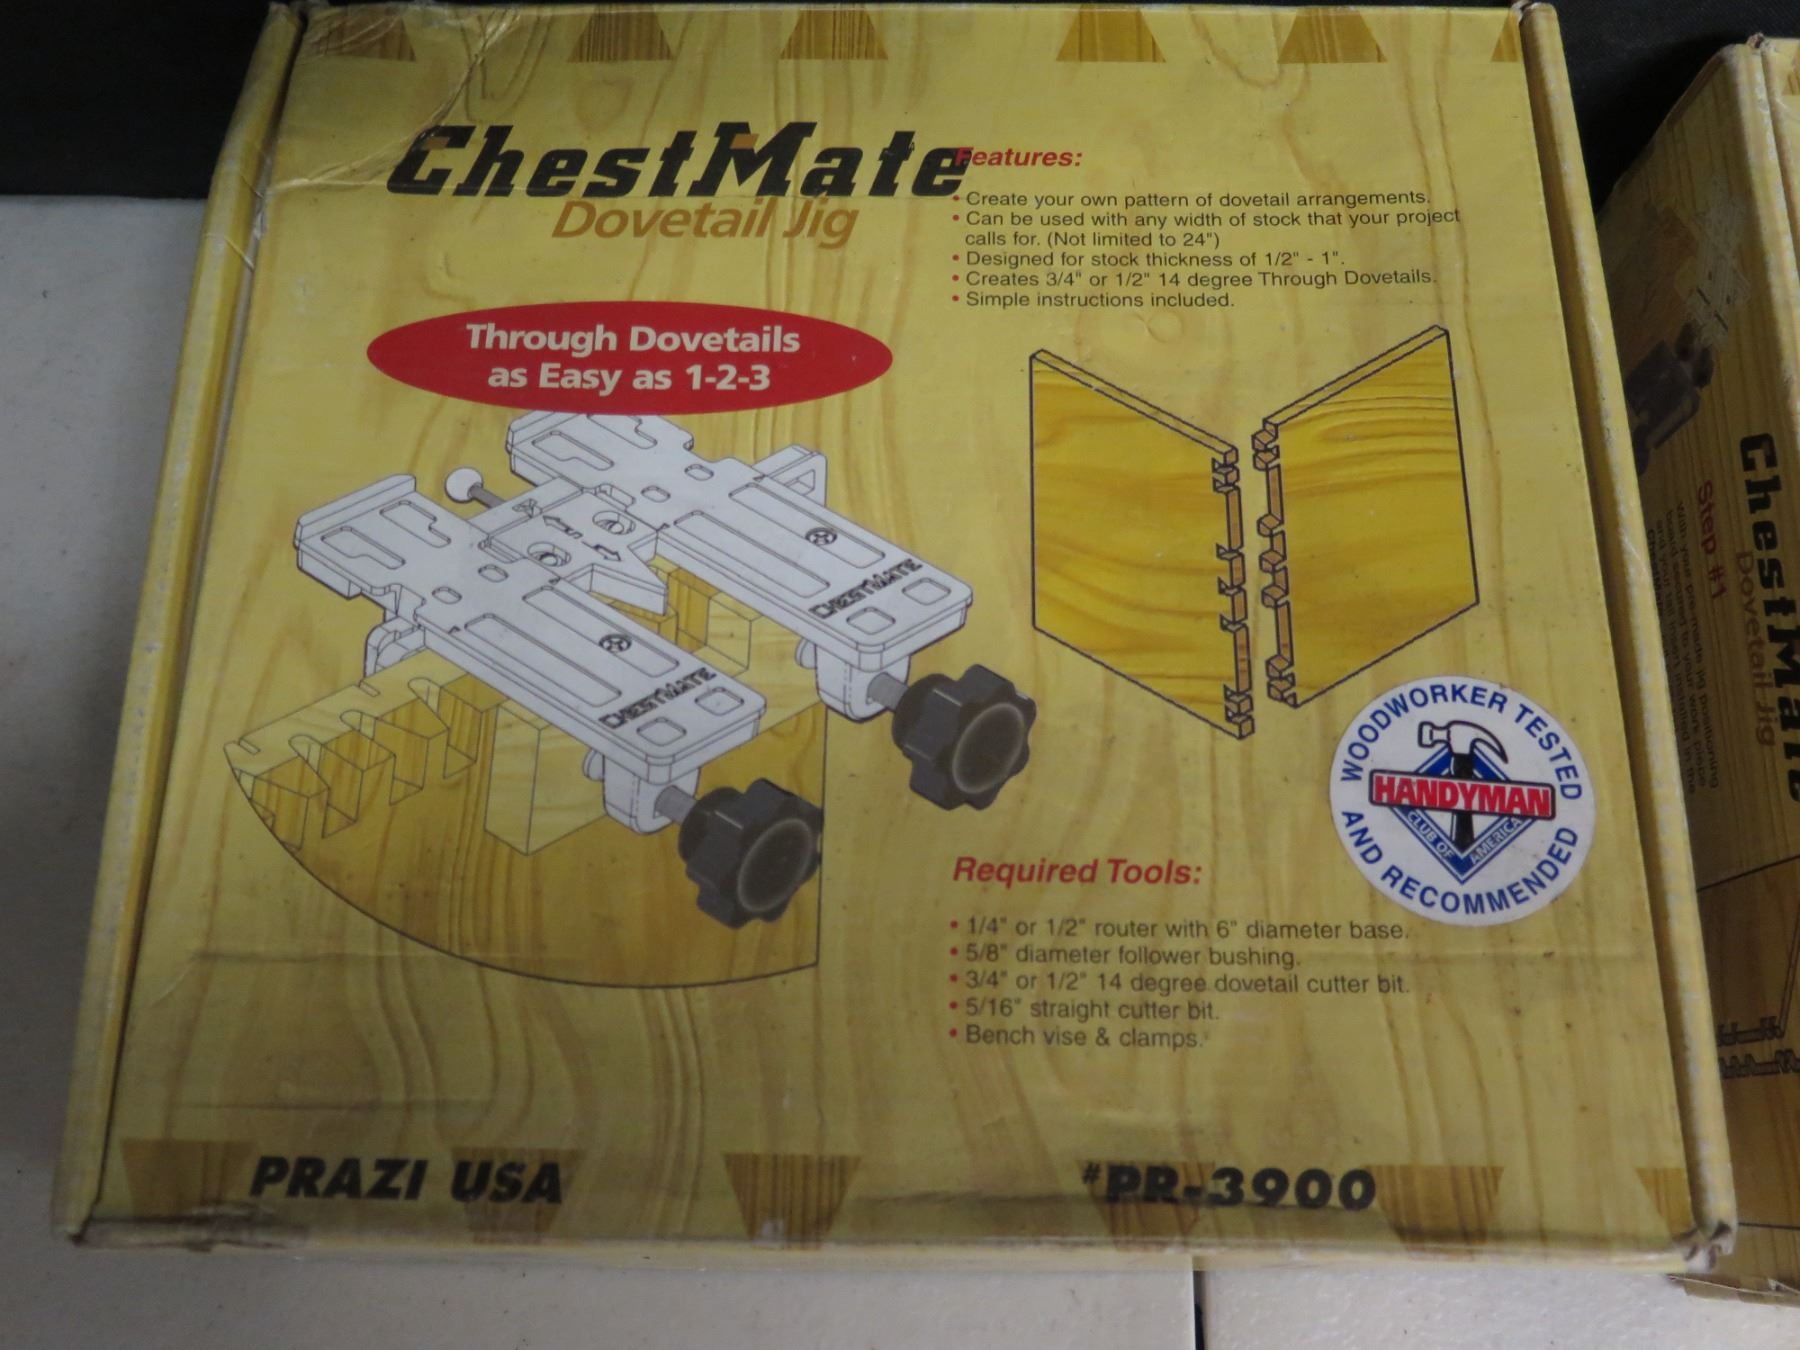 ChestMate
Dovetail Jig
Through Dovetails
as Easy as 1-2-3
CHESTMATE
CHESTMATE
Features:
• Create your own pattern of dovetail arrangements.
• Can be used with any width of stock that your project
calls for. (Not limited to 24")
• Designed for stock thickness of 1/2" - 1".
• Creates 3/4" or 1/2" 14 degree Through Dovetails.
• Simple instructions included.
WOODWORKER TESTED
HANDYMAN
CLUB OF AMERICA
AND RECOMMENDED
Required Tools:
• 1/4" or 1/2" router with 6" diameter base.
• 5/8" diameter follower bushing.
• 3/4" or 1/2" 14 degree dovetail cutter bit.
• 5/16" straight cutter bit.
• Bench vise & clamps.
PRAZI USA
#PR-3900
ChestMate
Dovetail Jig
Step #1